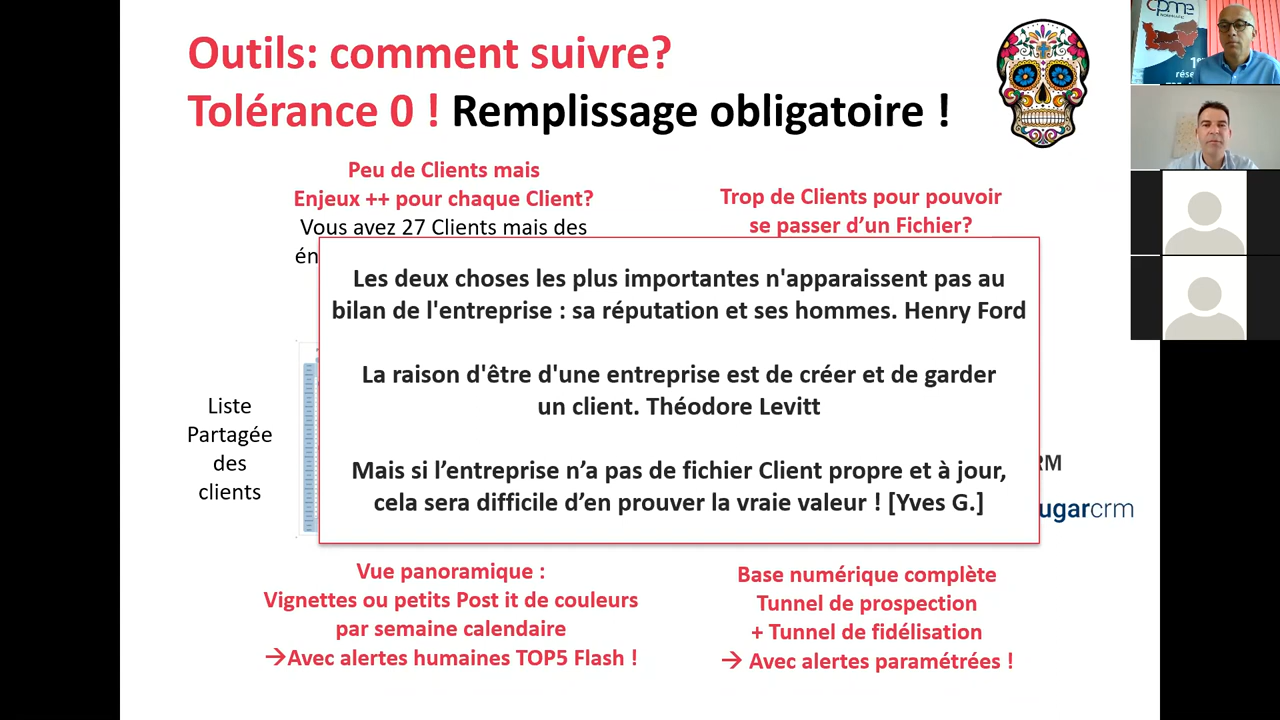 Outils: comment suivre?
Tolérance 0 ! Remplissage obligatoire !
Peu de Clients mais
Enjeux ++ pour chaque Client?
Vous avez 27 Clients mais des
Trop de Clients pour pouvoir
se passer d’un Fichier?
Les deux choses les plus importantes n'apparaissent pas au
bilan de l'entreprise : sa réputation et ses hommes. Henry Ford
La raison d'être d'une entreprise est de créer et de garder
un client. Théodore Levitt
Mais si l’entreprise n’a pas de fichier Client propre et à jour,
cela sera difficile d’en prouver la vraie valeur ! [Yves G.]
Liste
Partagée
des
clients
RM
ugarcrm
Vue panoramique :
Vignettes ou petits Post it de couleurs
par semaine calendaire
→Avec alertes humaines TOP5 Flash !
Base numérique complète
Tunnel de prospection
+ Tunnel de fidélisation
→ Avec alertes paramétrées !
cpme